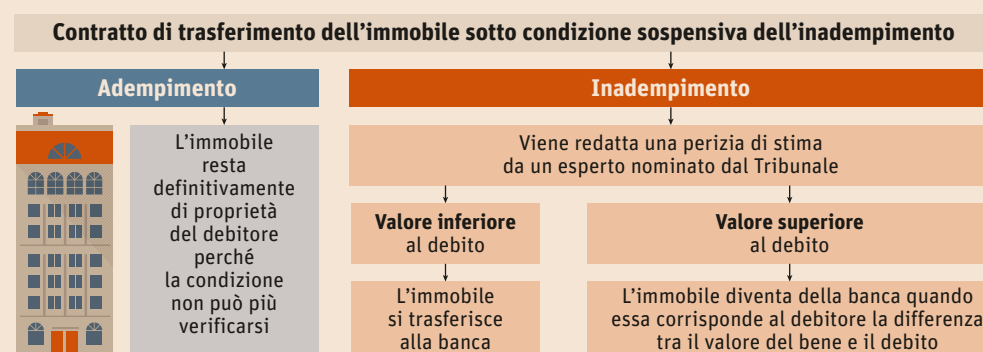 Contratto di trasferimento dell'immobile sotto condizione sospensiva dell'inadempimento
Adempimento
L'immobile
resta
definitivamente
di proprietà
del debitore
perché
la condizione
non può più
verificarsi
Inadempimento
Viene redatta una perizia di stima
da un esperto nominato dal Tribunale
Valore inferiore
al debito
L'immobile
si trasferisce
alla banca
Valore superiore
al debito
L'immobile diventa della banca quando
essa corrisponde al debitore la differenza
tra il valore del bene e il debito